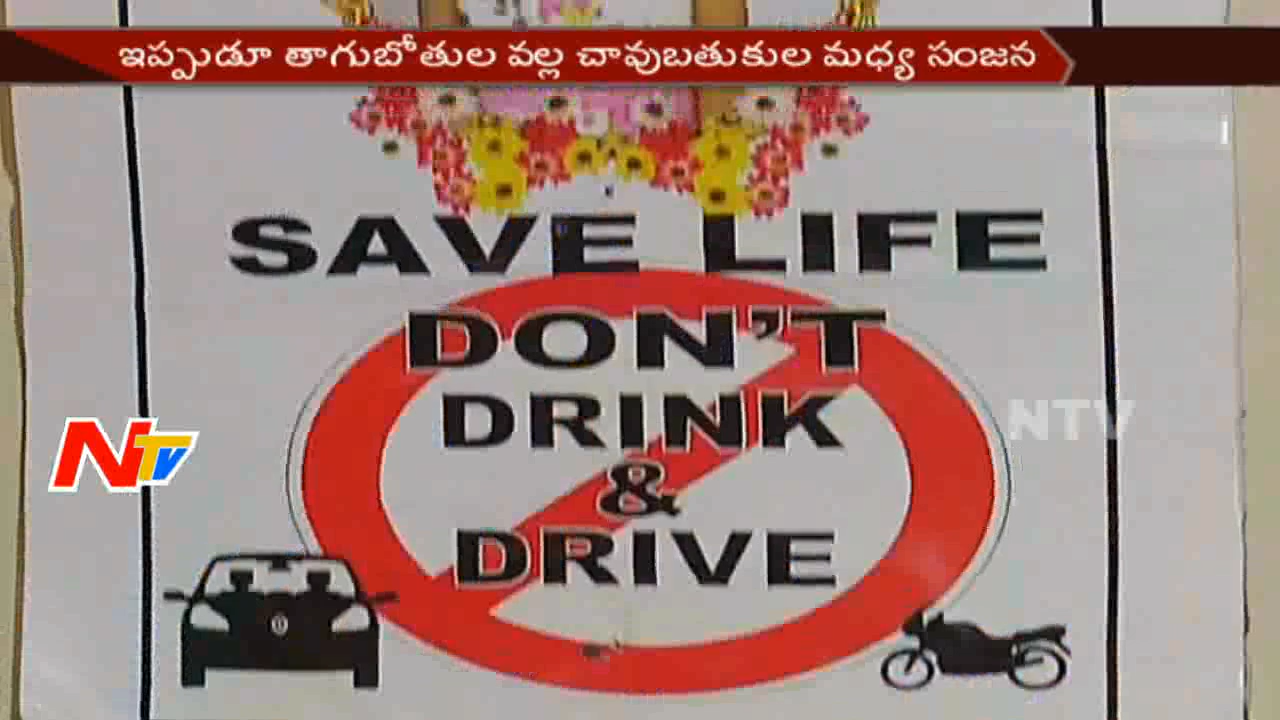 ఇప్పుడూ తాగుబోతుల వల్ల చావుబతుకుల మధ్య సంజన
SAVE LIFE
DON'T
DRINK
&
DRIVE
NTV
NTV